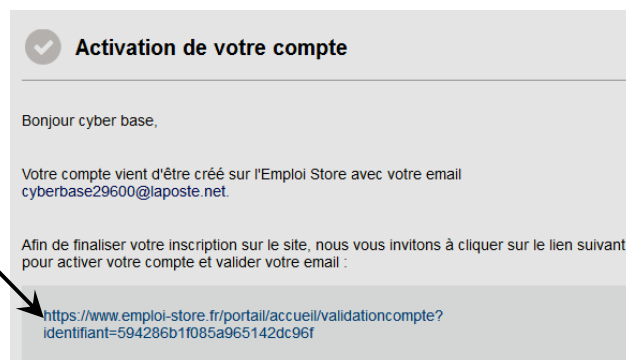 Activation de votre compte
Bonjour cyber base,
Votre compte vient d'être créé sur l'Emploi Store avec votre email
cyberbase29600@laposte.net.
Afin de finaliser votre inscription sur le site, nous vous invitons à cliquer sur le lien suivant
pour activer votre compte et valider votre email :
https://www.emploi-store.fr/portail/accueil/validationcompte?
identifiant=594286b1f085a965142dc96f